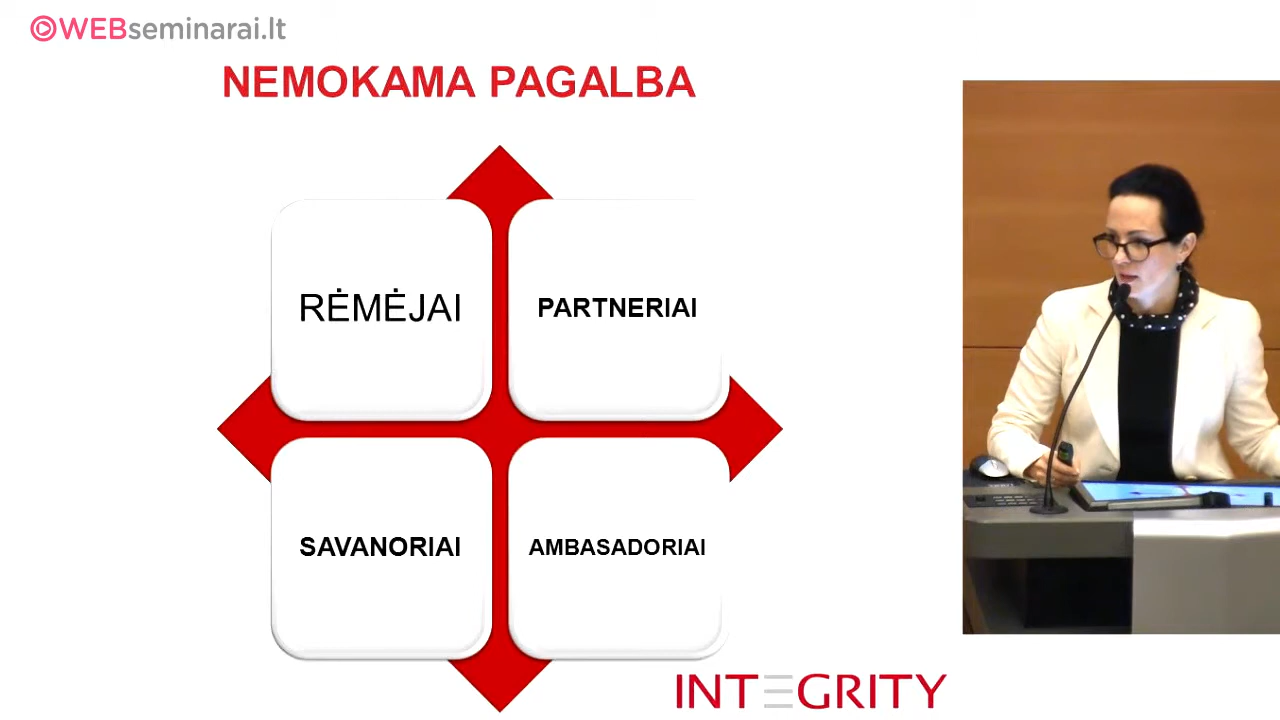 WEBseminarai.lt
NEMOKAMA PAGALBA
RĖMĖJAI
PARTNERIAI
SAVANORIAI
AMBASADORIAI
INTEGRITY